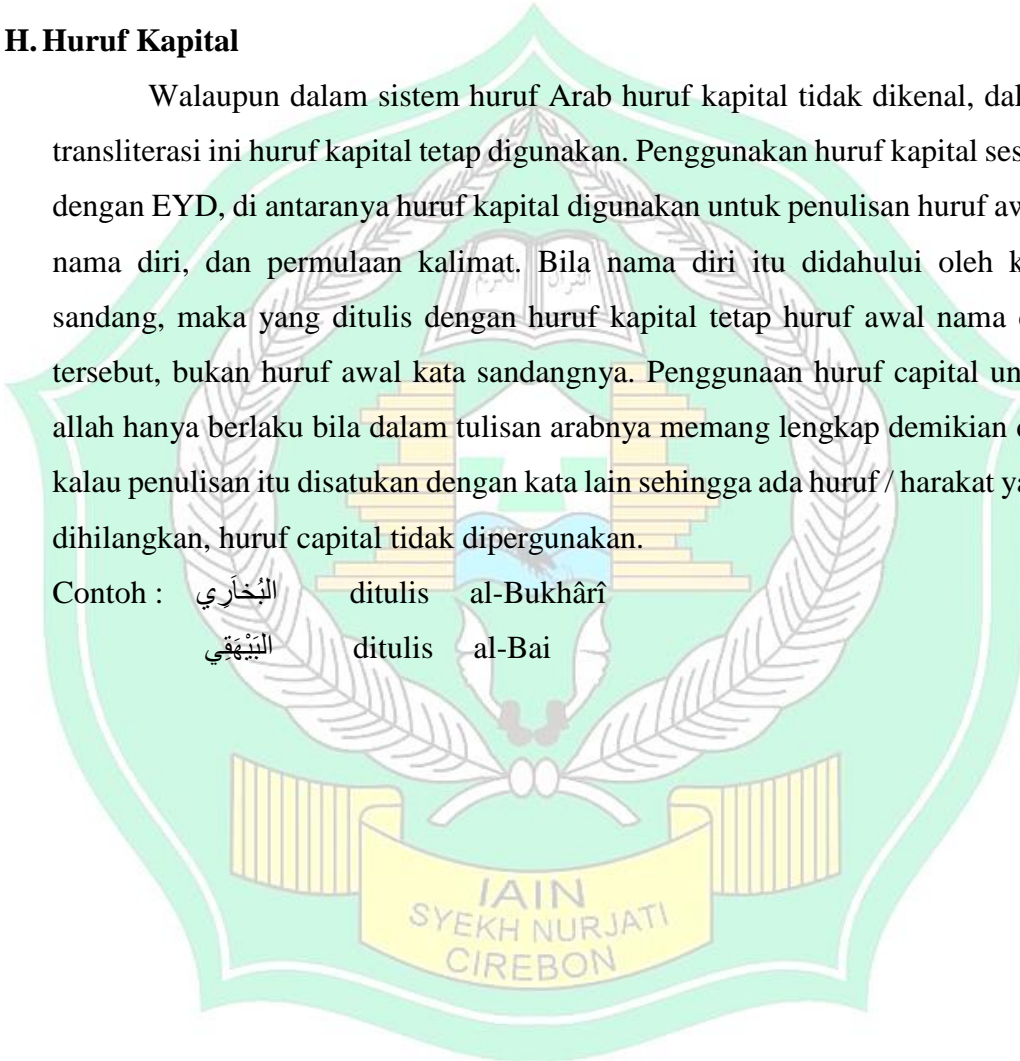 H. Huruf Kapital
Walaupun dalam sistem huruf Arab huruf kapital tidak dikenal, dal
transliterasi ini huruf kapital tetap digunakan. Penggunakan huruf kapital ses
dengan EYD, di antaranya huruf kapital digunakan untuk penulisan huruf aw
nama diri, dan permulaan kalimat. Bila nama diri itu didahului oleh k
sandang, maka yang ditulis dengan huruf kapital tetap huruf awal nama d
tersebut, bukan huruf awal kata sandangnya. Penggunaan huruf capital un
allah hanya berlaku bila dalam tulisan arabnya memang lengkap demikian d
kalau penulisan itu disatukan dengan kata lain sehingga ada huruf / harakat ya
dihilangkan, huruf capital tidak dipergunakan.
Contoh : البُخاَرِي ditulis al-Bukhârî
البَيْهَقِي ditulis al-Bai
القرآن الكريم
IAIN
SYEKH NURJATI
CIREBON